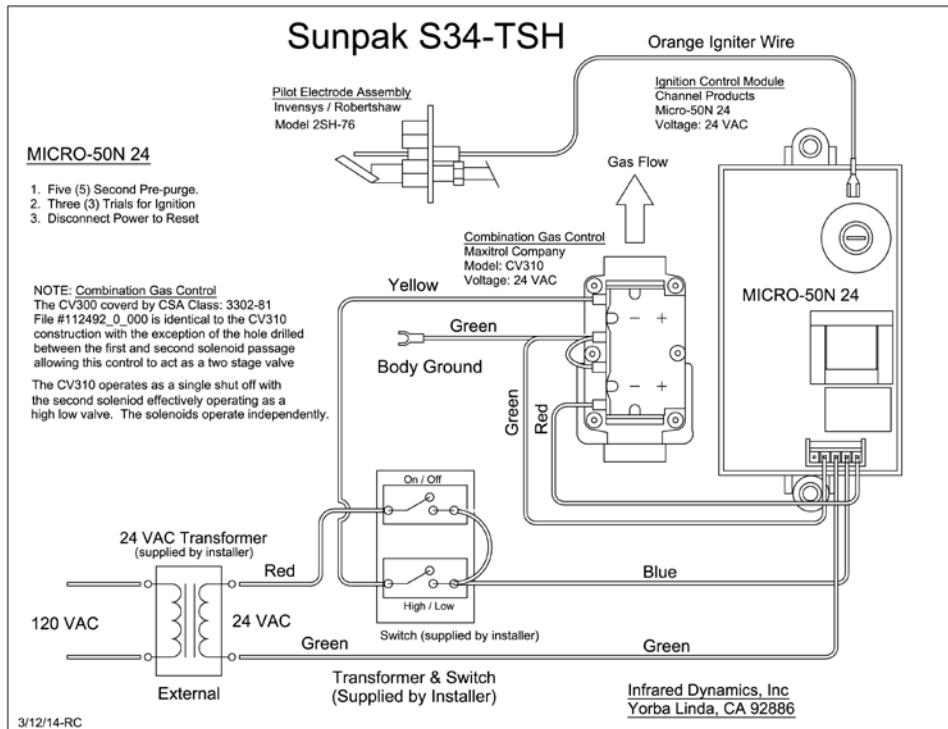 Sunpak S34-TSH
Orange Igniter Wire
Pilot Electrode Assembly
Invensys / Robertshaw
Model 2SH-76
Ignition Control Module
Channel Products
Micro-50N 24
Voltage: 24 VAC
MICRO-50N 24
1. Five (5) Second Pre-purge.
2. Three (3) Trials for Ignition
3. Disconnect Power to Reset
Gas Flow
Combination Gas Control
Maxitrol Company
Model: CV310
Voltage: 24 VAC
NOTE: Combination Gas Control
The CV300 coverd by CSA Class: 3302-81
File #112492_0_000 is identical to the CV310
construction with the exception of the hole drilled
between the first and second solenoid passage
allowing this control to act as a two stage valve
The CV310 operates as a single shut off with
the second soleniod effectively operating as a
high low valve. The solenoids operate independently.
Yellow
Green
Body Ground
- +
- +
Green
Red
MICRO-50N 24
On / Off
High / Low
Switch (supplied by installer)
24 VAC Transformer
(supplied by installer)
Red
Blue
120 VAC
24 VAC
Green
Green
External
Transformer & Switch
(Supplied by Installer)
Infrared Dynamics, Inc
Yorba Linda, CA 92886
3/12/14-RC